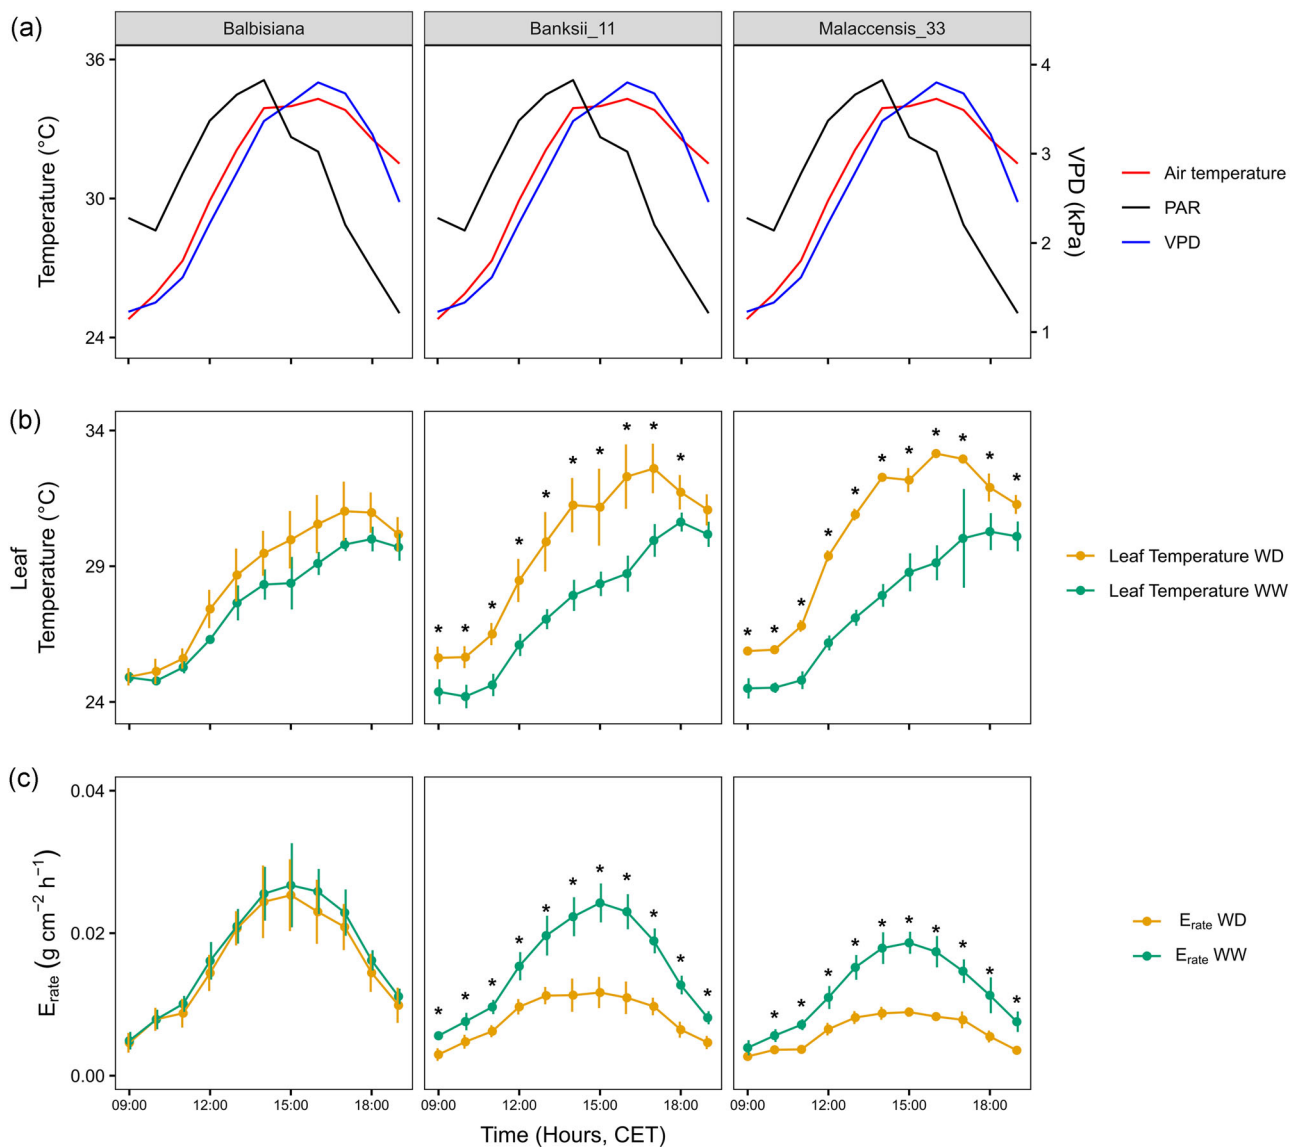 (a)
Balbisiana
Banksii_11
Malaccensis_33
36
30
24
Temperature (°C)
4
3
2
1
VPD (kPa)
Air temperature
PAR
VPD
(b)
34
29
24
Leaf
Temperature (°C)
* * * * * * * * * *
* * * * * * * * * * *
Leaf Temperature WD
Leaf Temperature WW
(c)
0.04
0.02
0.00
E_rate (g cm⁻² h⁻¹)
* * * * * * * * * * *
* * * * * * * * * *
E_rate WD
E_rate WW
09:00 12:00 15:00 18:00
09:00 12:00 15:00 18:00
09:00 12:00 15:00 18:00
Time (Hours, CET)